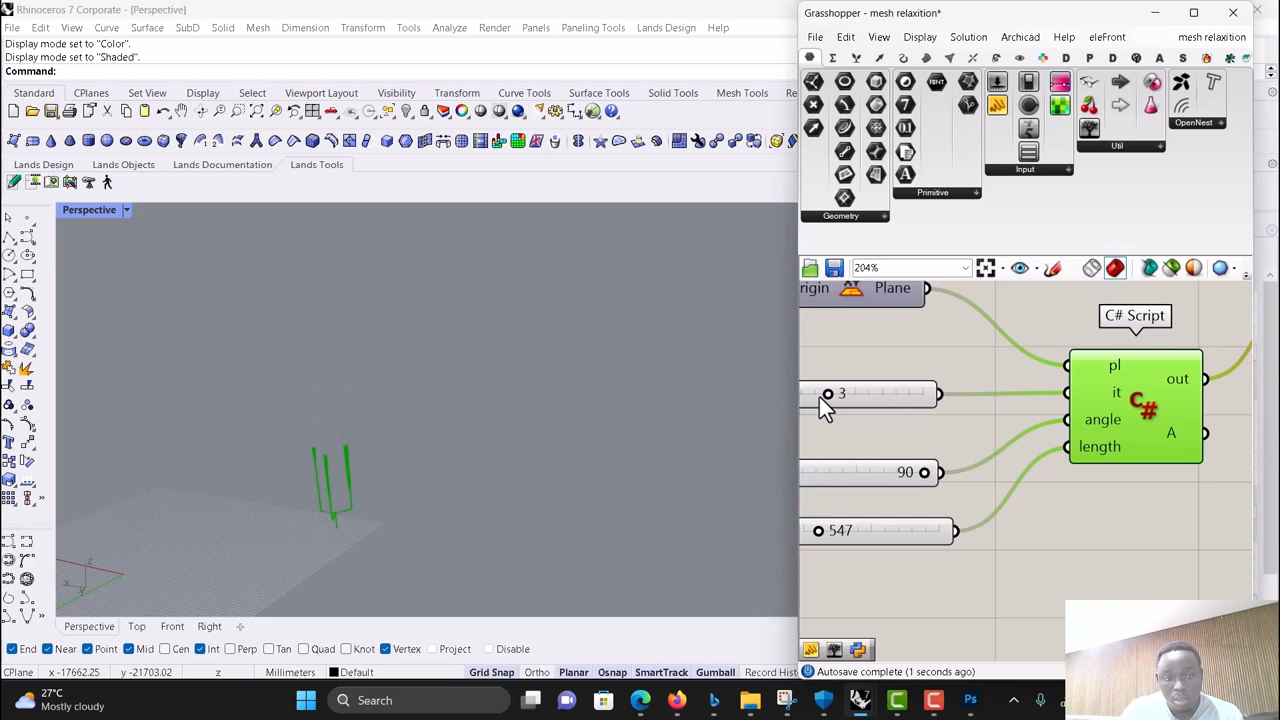 Rhinoceros 7 Corporate - [Perspective]
File Edit View Curve Surface SubD Solid Mesh Dimension Transform Tools Analyze Render Panels Paneling Tools Lands Design Help
Display mode set to "Color".
Display mode set to "Shaded".
Command:
Standard CPlanes Set View Display Select Viewport Layout Visibility Transform Curve Tools Surface Tools Solid Tools Mesh Tools
Lands Design Lands Objects Lands Documentation Lands Tools
Perspective
z
x
y
Perspective Top Front Right
End Near Point Mid Cen Int Perp Tan Quad Knot Vertex Project Disable
CPlane x -17662.25 z Millimeters Default Grid Snap Ortho Planar Osnap SmartTrack Gumball Record Hist
Grasshopper - mesh relaxition*
File Edit View Display Solution Archicad Help eleFront mesh relaxition
D P D A S
Geometry Primitive Input Util OpenNest
204%
origin Plane
XY
C# Script
pl
it
angle
length
out
A
C#
3
90
547
Autosave complete (1 seconds ago)
27°C
Mostly cloudy
Search